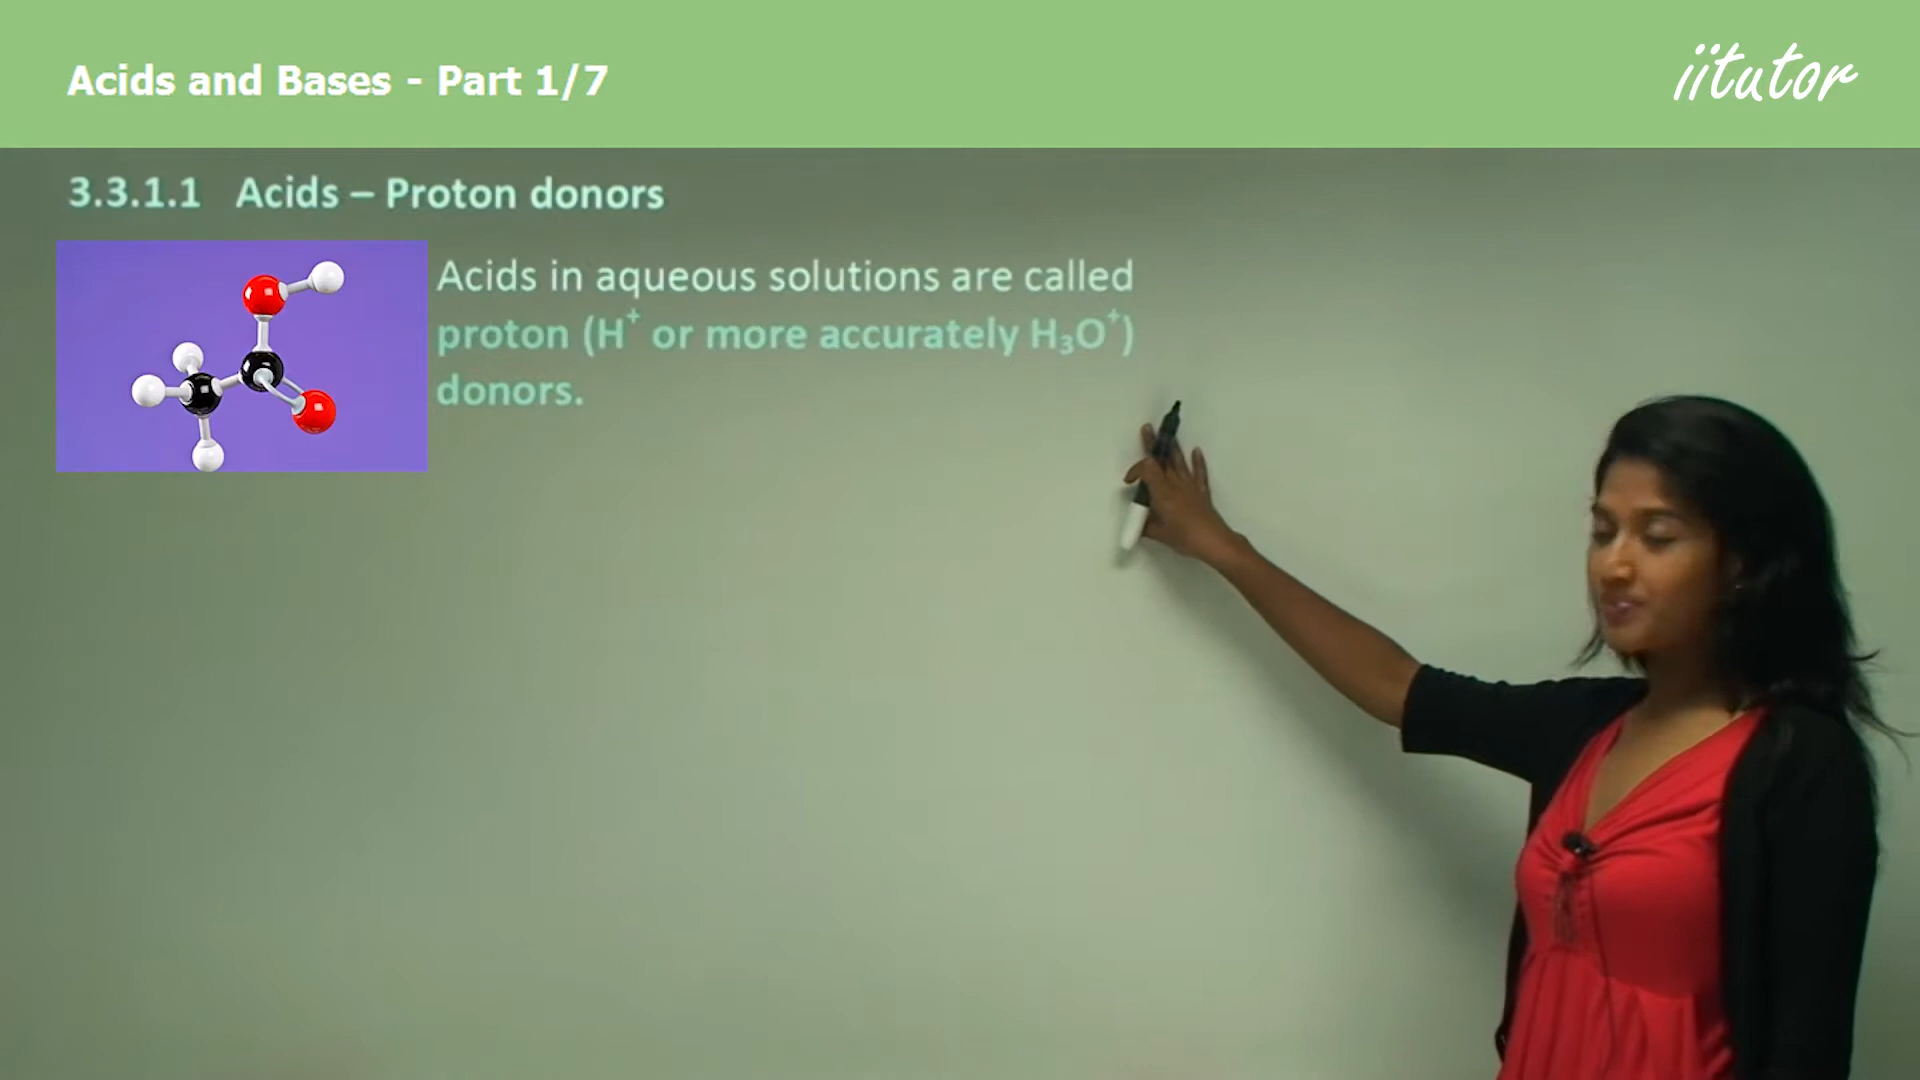 Acids and Bases - Part 1/7
iitutor
3.3.1.1 Acids – Proton donors
Acids in aqueous solutions are called
proton (H⁺ or more accurately H₃O⁺)
donors.